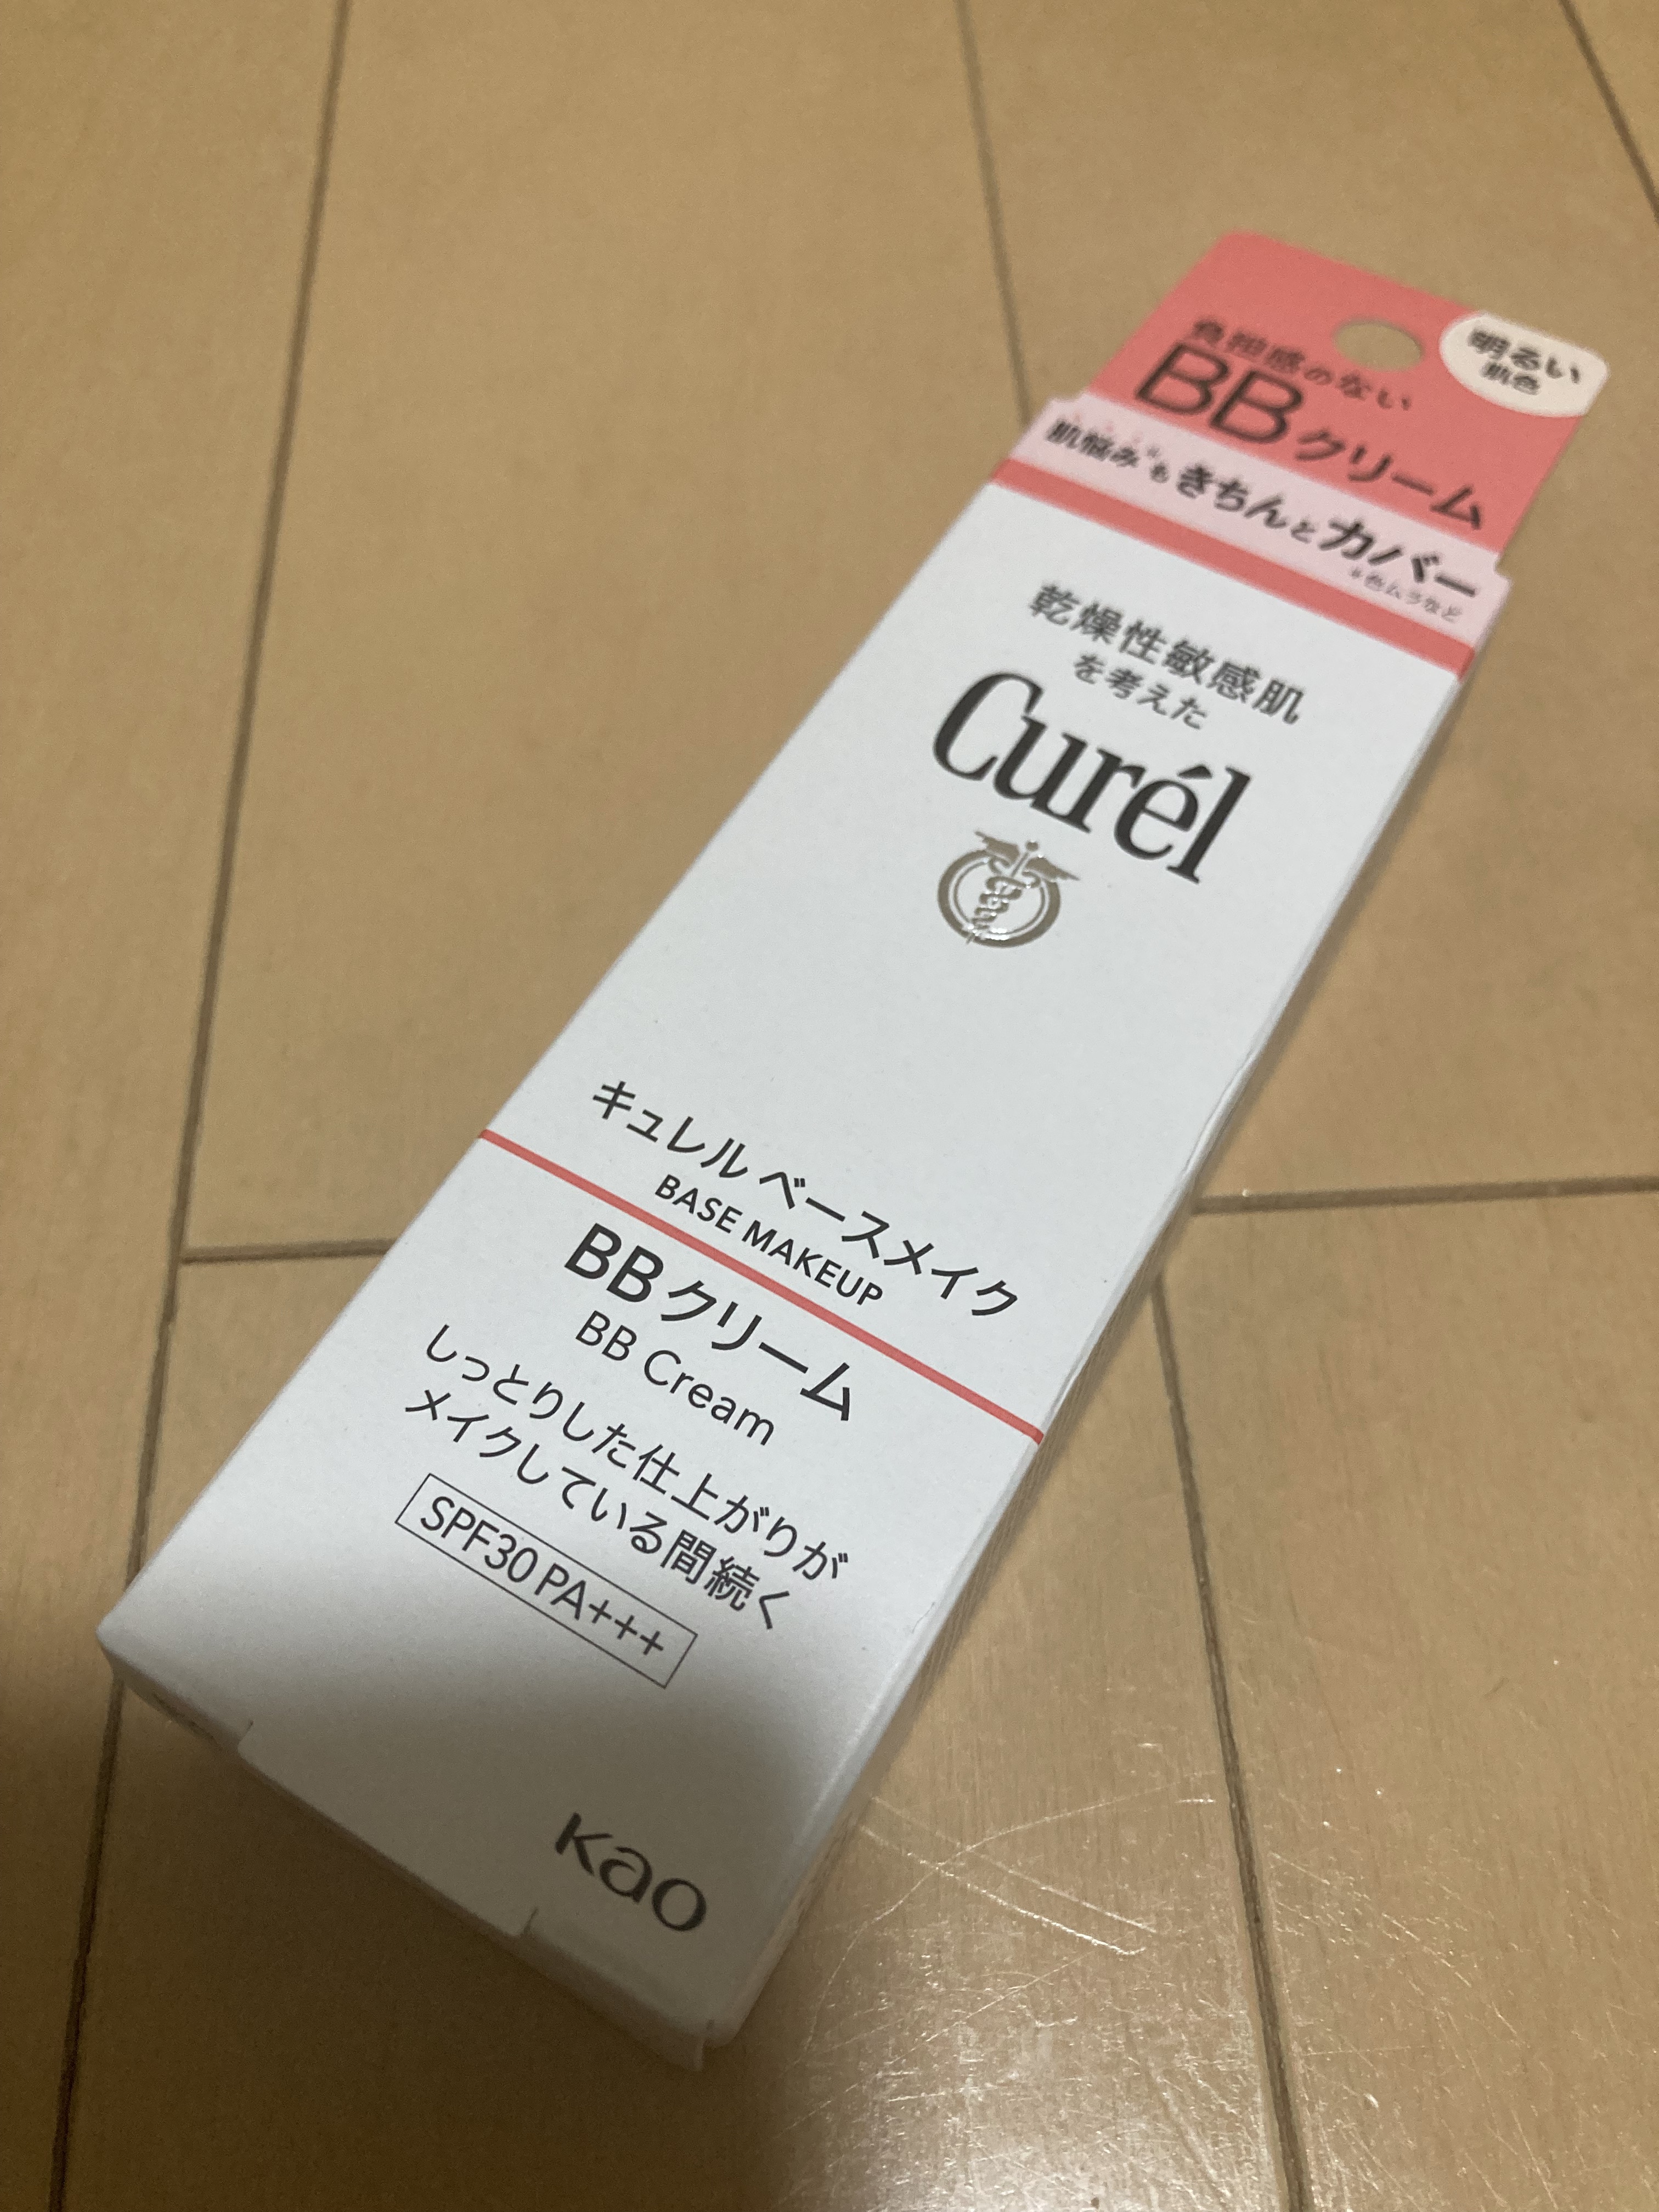 明るい
肌色
負担感のない
BBクリーム
肌悩み*もきちんとカバー
*色ムラなど
乾燥性敏感肌
を考えた
Curél
キュレル ベースメイク
BASE MAKEUP
BBクリーム
BB Cream
しっとりした仕上がりが
メイクしている間続く
SPF30 PA+++
Kao